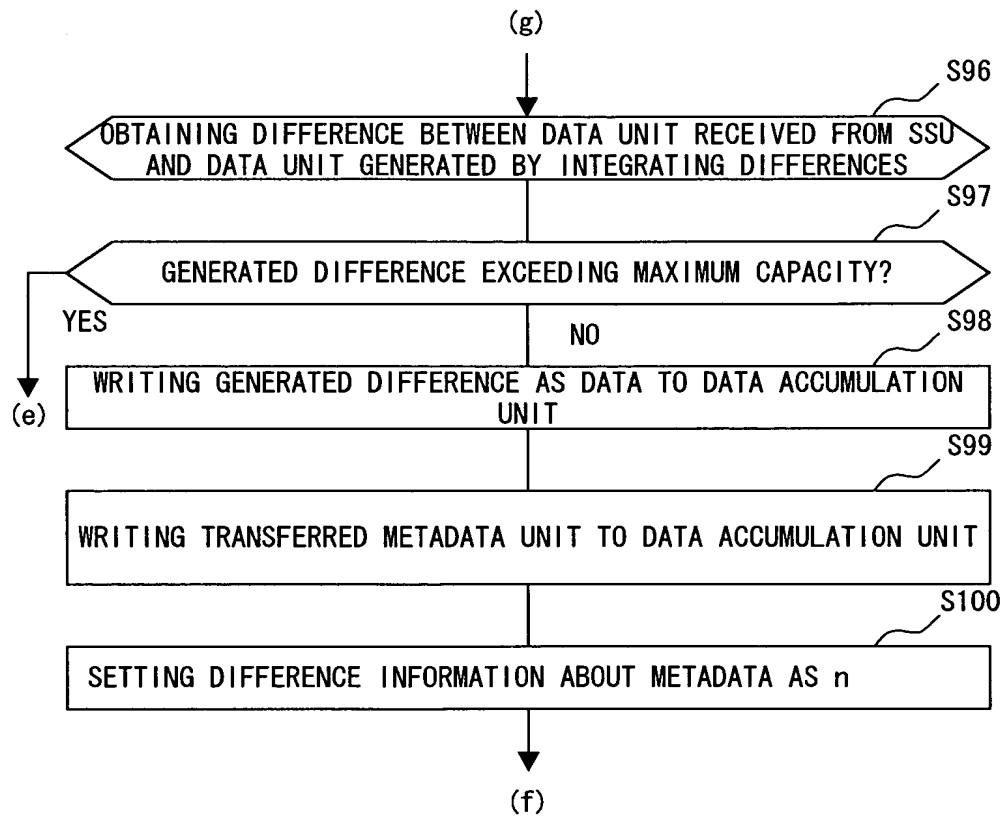 (g)
S96
OBTAINING DIFFERENCE BETWEEN DATA UNIT RECEIVED FROM SSU
AND DATA UNIT GENERATED BY INTEGRATING DIFFERENCES
S97
GENERATED DIFFERENCE EXCEEDING MAXIMUM CAPACITY?
YES
NO
S98
(e)
WRITING GENERATED DIFFERENCE AS DATA TO DATA ACCUMULATION
UNIT
S99
WRITING TRANSFERRED METADATA UNIT TO DATA ACCUMULATION UNIT
S100
SETTING DIFFERENCE INFORMATION ABOUT METADATA AS n
(f)